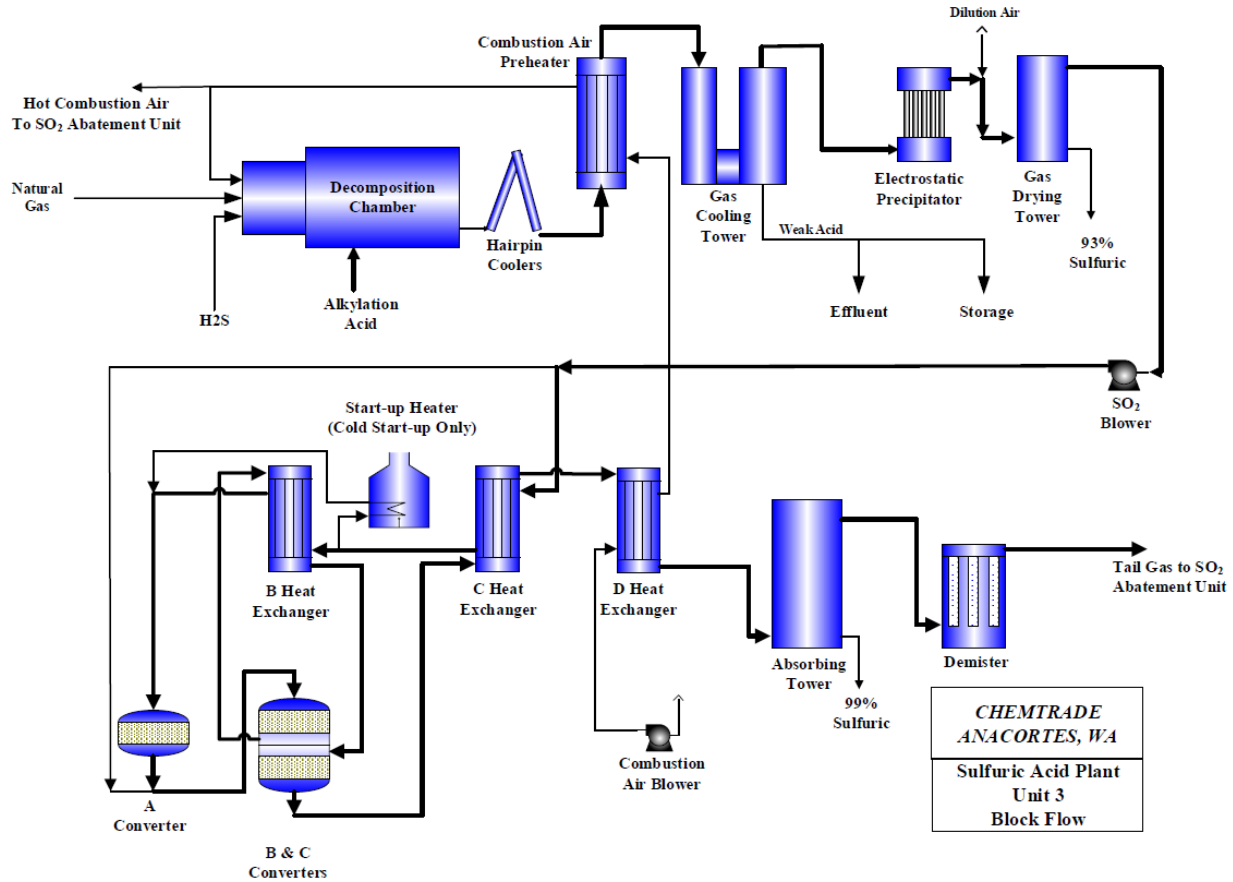 Dilution Air
Combustion Air
Preheater
Hot Combustion Air
To SO₂ Abatement Unit
Natural
Gas
Decomposition
Chamber
Hairpin
Coolers
H2S
Alkylation
Acid
Gas
Cooling
Tower
Weak Acid
Effluent
Storage
Electrostatic
Precipitator
Gas
Drying
Tower
93%
Sulfuric
SO₂
Blower
Start-up Heater
(Cold Start-up Only)
B Heat
Exchanger
C Heat
Exchanger
D Heat
Exchanger
Absorbing
Tower
99%
Sulfuric
Demister
Tail Gas to SO₂
Abatement Unit
Combustion
Air Blower
A
Converter
B & C
Converters
CHEMTRADE
ANACORTES, WA
Sulfuric Acid Plant
Unit 3
Block Flow